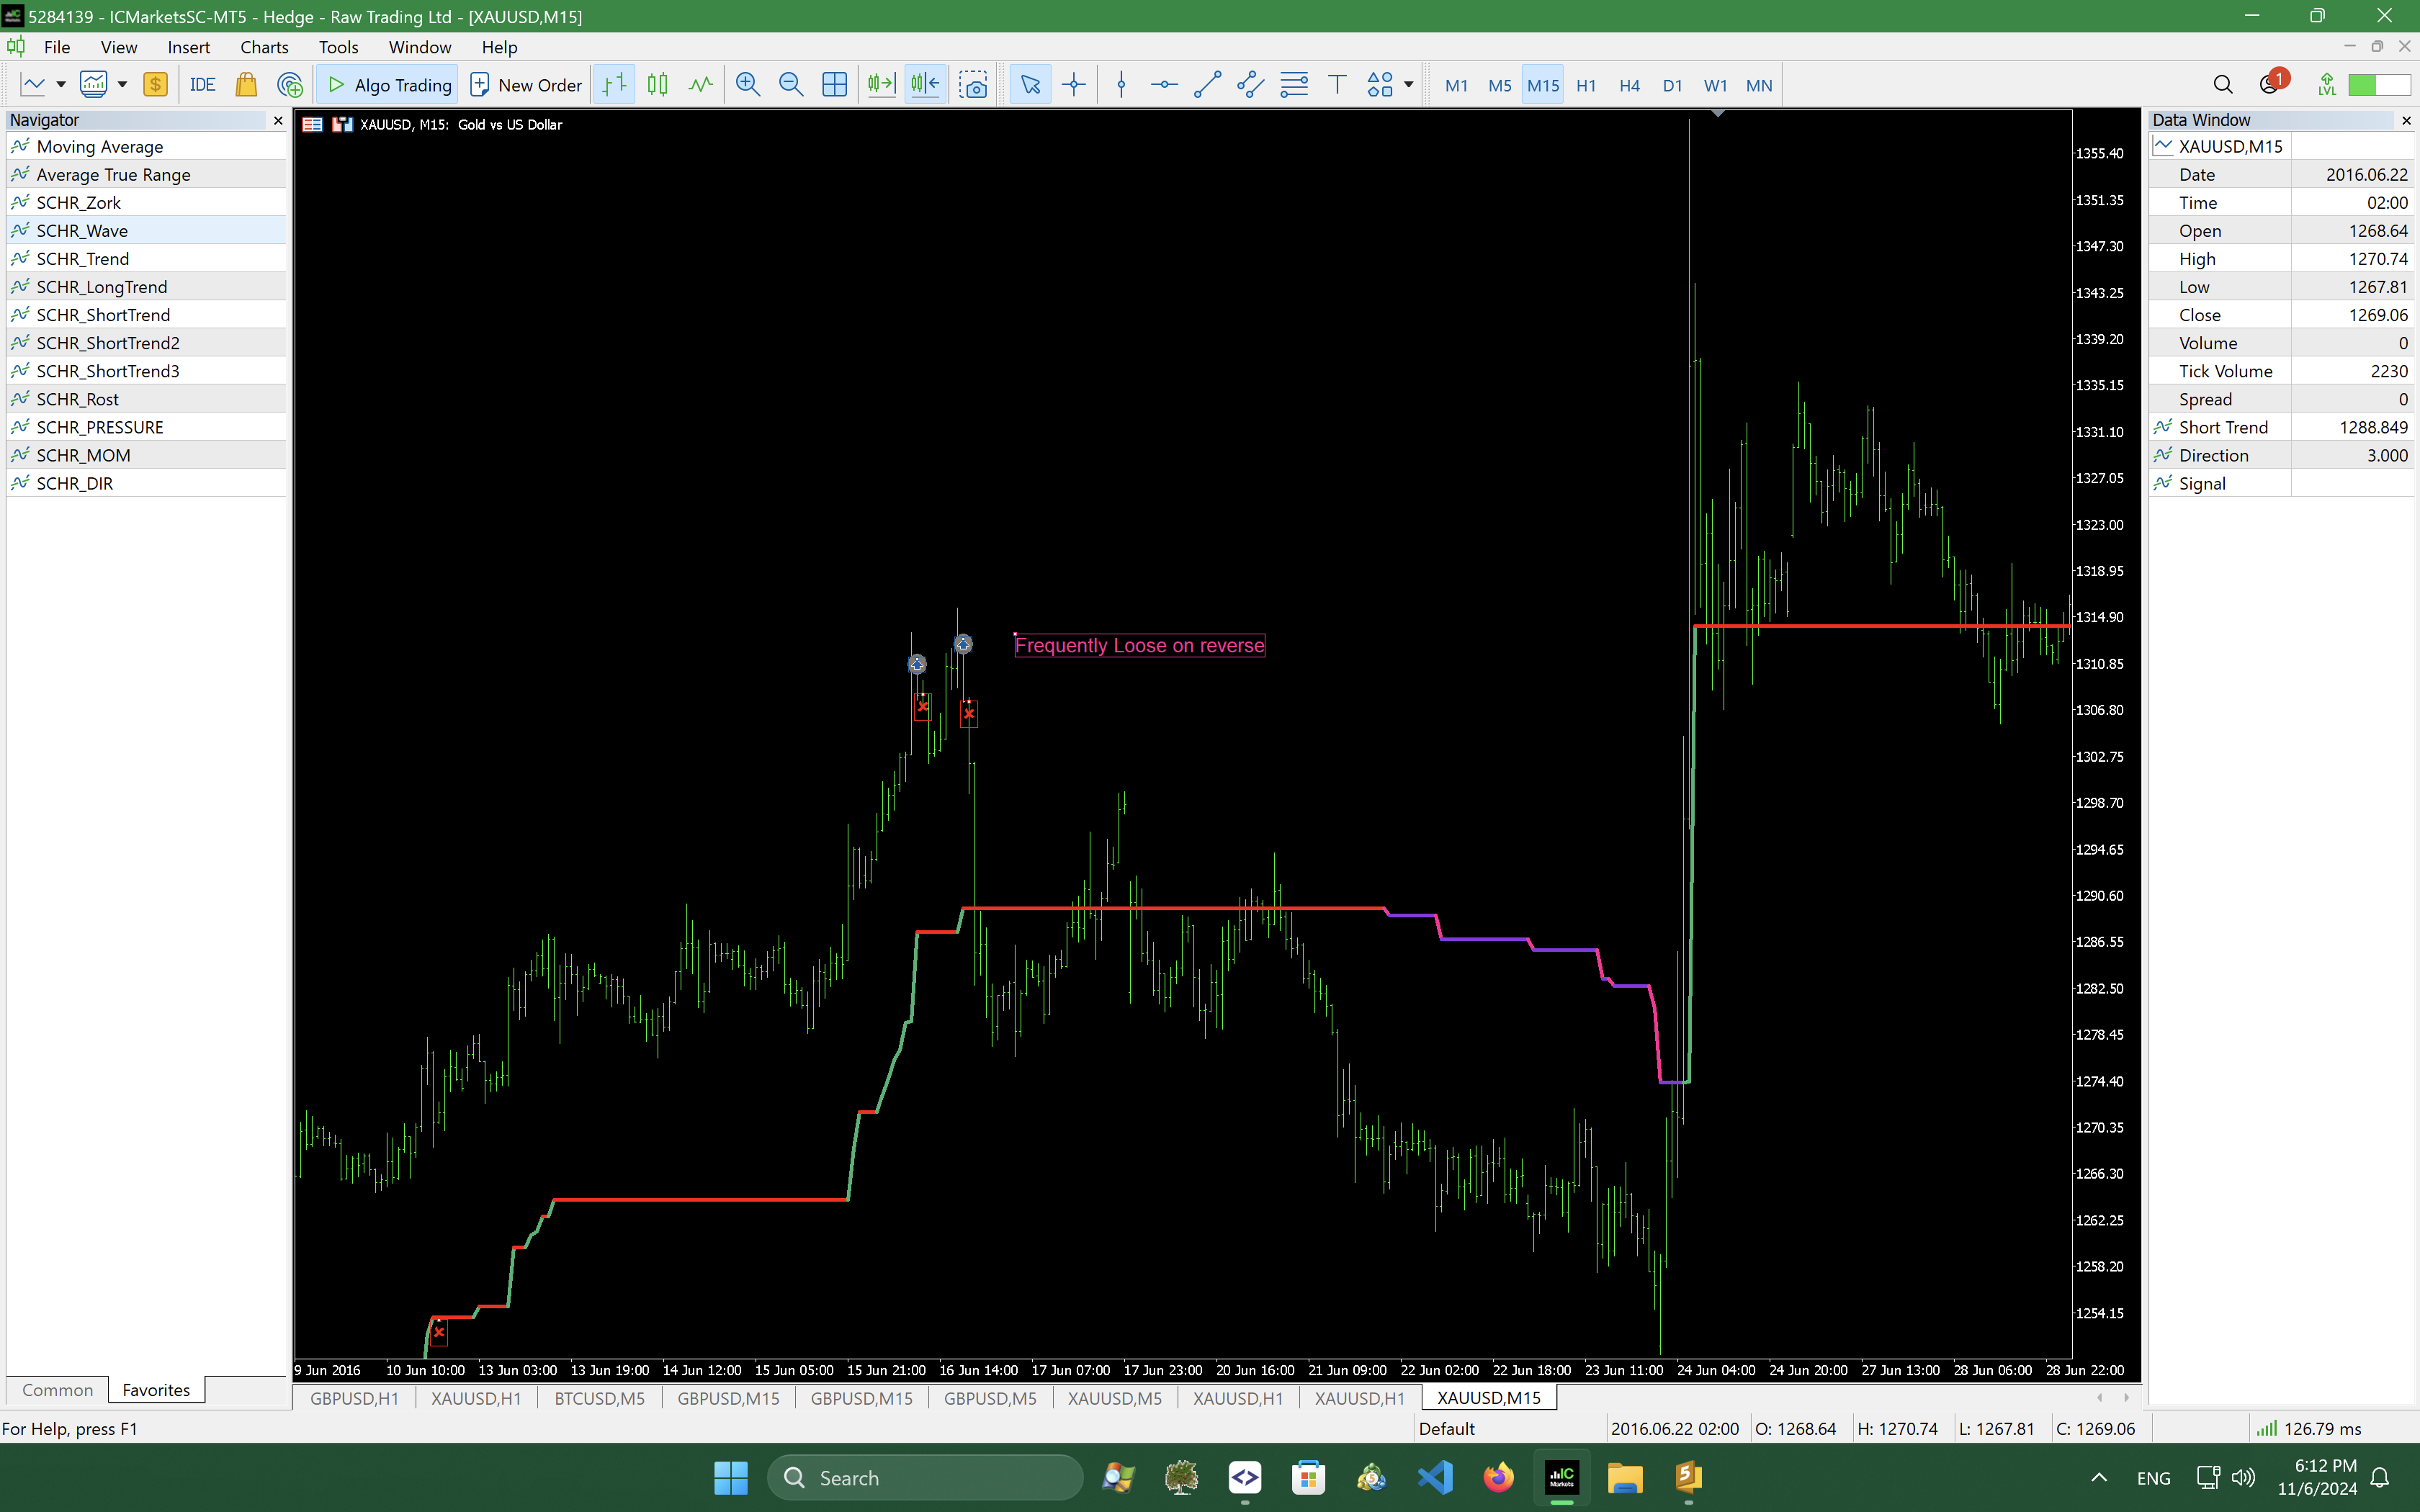 5284139 - ICMarketsSC-MT5 - Hedge - Raw Trading Ltd - [XAUUSD,M15]
File View Insert Charts Tools Window Help
IDE Algo Trading New Order M1 M5 M15 H1 H4 D1 W1 MN 1 LVL
Navigator
Moving Average
Average True Range
SCHR_Zork
SCHR_Wave
SCHR_Trend
SCHR_LongTrend
SCHR_ShortTrend
SCHR_ShortTrend2
SCHR_ShortTrend3
SCHR_Rost
SCHR_PRESSURE
SCHR_MOM
SCHR_DIR
Common Favorites
XAUUSD, M15: Gold vs US Dollar
Frequently Loose on reverse
1355.40
1351.35
1347.30
1343.25
1339.20
1335.15
1331.10
1327.05
1323.00
1318.95
1314.90
1310.85
1306.80
1302.75
1298.70
1294.65
1290.60
1286.55
1282.50
1278.45
1274.40
1270.35
1266.30
1262.25
1258.20
1254.15
9 Jun 2016 10 Jun 10:00 13 Jun 03:00 13 Jun 19:00 14 Jun 12:00 15 Jun 05:00 15 Jun 21:00 16 Jun 14:00 17 Jun 07:00 17 Jun 23:00 20 Jun 16:00 21 Jun 09:00 22 Jun 02:00 22 Jun 18:00 23 Jun 11:00 24 Jun 04:00 24 Jun 20:00 27 Jun 13:00 28 Jun 06:00 28 Jun 22:00
GBPUSD,H1 XAUUSD,H1 BTCUSD,M5 GBPUSD,M15 GBPUSD,M15 GBPUSD,M5 XAUUSD,M5 XAUUSD,H1 XAUUSD,H1 XAUUSD,M15
Data Window
XAUUSD,M15
Date 2016.06.22
Time 02:00
Open 1268.64
High 1270.74
Low 1267.81
Close 1269.06
Volume 0
Tick Volume 2230
Spread 0
Short Trend 1288.849
Direction 3.000
Signal
For Help, press F1 Default 2016.06.22 02:00 O: 1268.64 H: 1270.74 L: 1267.81 C: 1269.06 126.79 ms
Search IC Markets 5 ENG 6:12 PM
11/6/2024